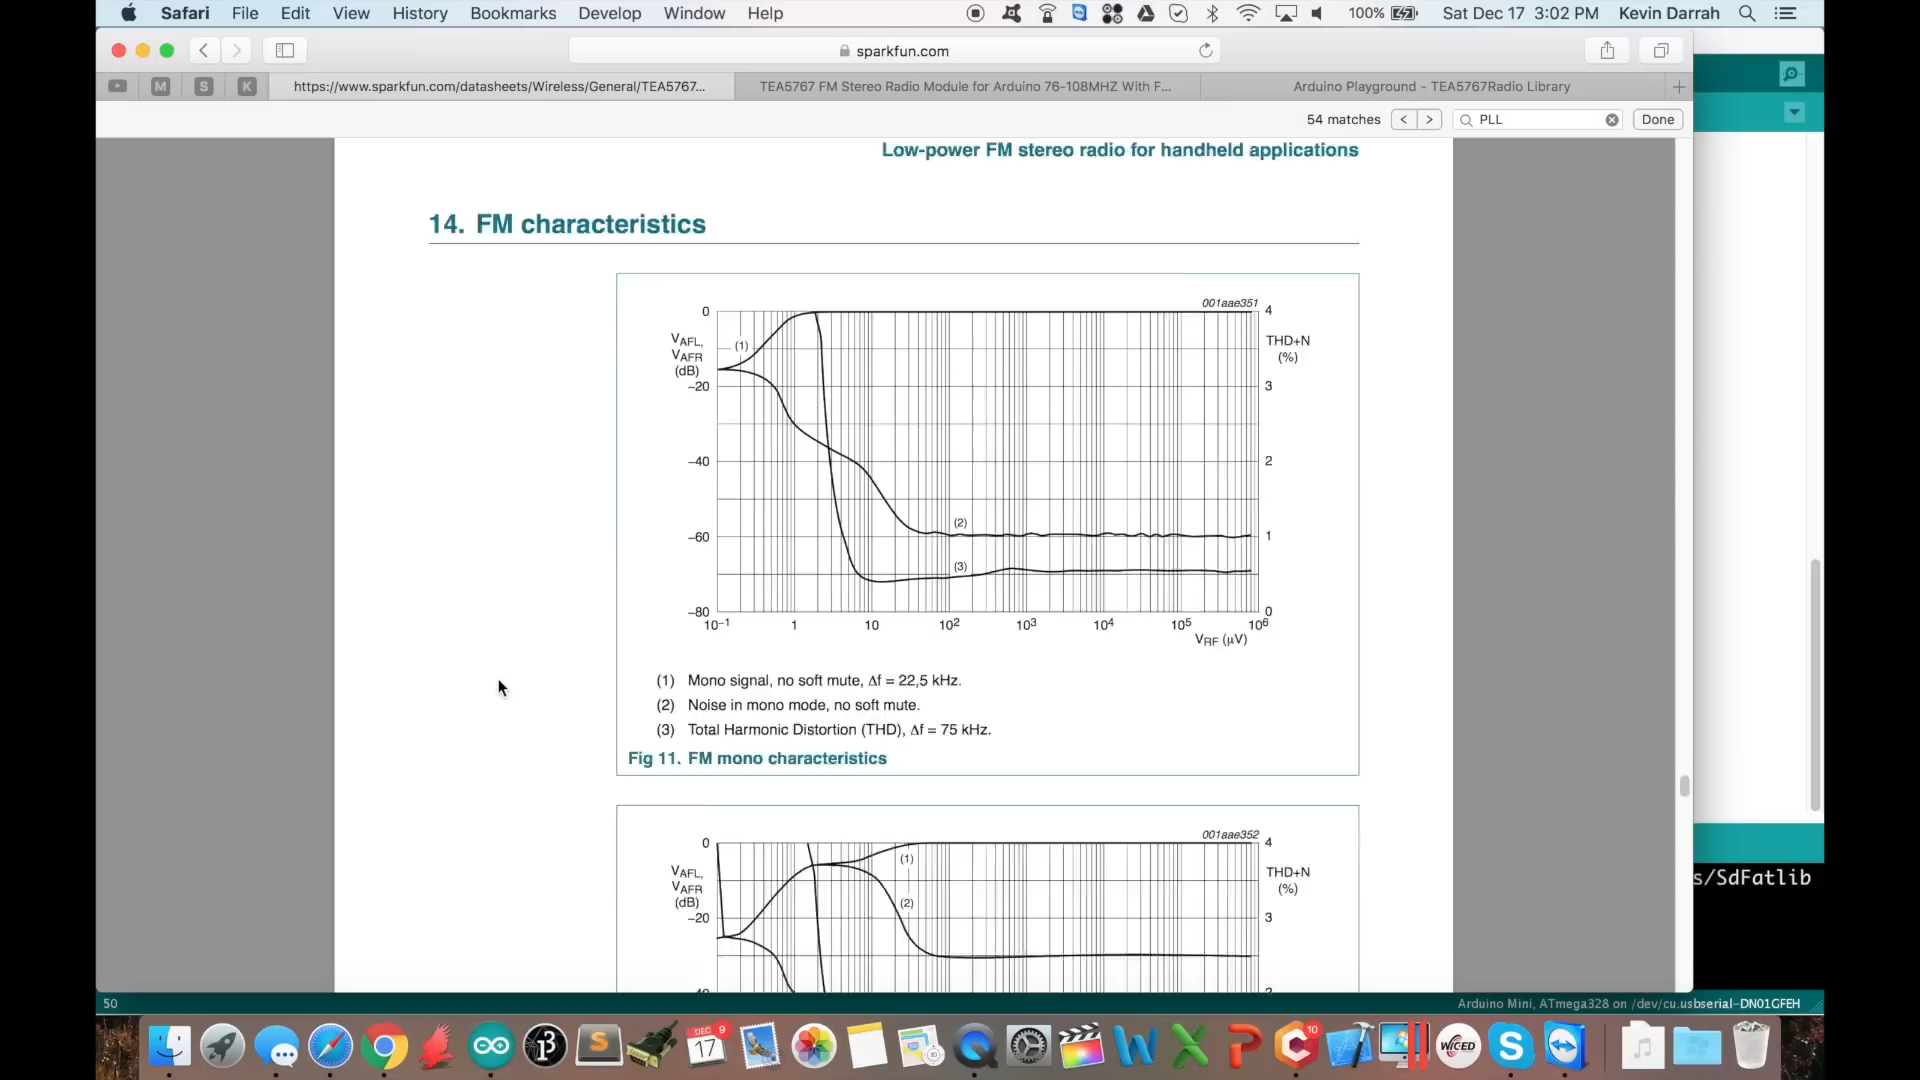 Safari File Edit View History Bookmarks Develop Window Help 100% Sat Dec 17 3:02 PM Kevin Darrah
sparkfun.com
M S K https://www.sparkfun.com/datasheets/Wireless/General/TEA5767... TEA5767 FM Stereo Radio Module for Arduino 76-108MHZ With F... Arduino Playground - TEA5767Radio Library +
54 matches < > PLL Done
Low-power FM stereo radio for handheld applications
14. FM characteristics
001aae351
0 4
VAFL, THD+N
VAFR (%)
(dB)
(1)
−20 3
−40 2
(2)
−60 1
(3)
−80 0
10−1 1 10 10² 10³ 10⁴ 10⁵ 10⁶
VRF (μV)
(1) Mono signal, no soft mute, Δf = 22,5 kHz.
(2) Noise in mono mode, no soft mute.
(3) Total Harmonic Distortion (THD), Δf = 75 kHz.
Fig 11. FM mono characteristics
001aae352
0 4
(1)
VAFL, THD+N
VAFR (%)
(dB)
(2)
−20 3
s/SdFatlib
50 Arduino Mini, ATmega328 on /dev/cu.usbserial-DN01GFEH
DEC 9
17
S
10
WICED
S